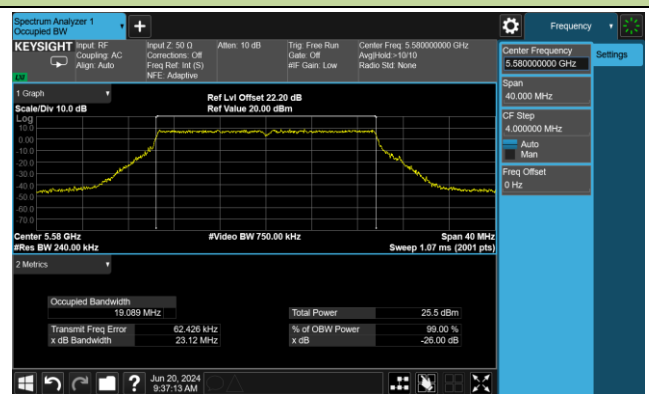 Spectrum Analyzer 1
Occupied BW
Frequency
KEYSIGHT
Input: RF
Coupling: AC
Align: Auto
Input Z: 50 Ω
Corrections: Off
Freq Ref: Int (S)
NFE: Adaptive
Atten: 10 dB
Trig: Free Run
Gate: Off
#IF Gain: Low
Center Freq: 5.580000000 GHz
Avg|Hold:>10/10
Radio Std: None
Center Frequency
5.580000000 GHz
Settings
Span
40.000 MHz
CF Step
4.000000 MHz
Auto
Man
Freq Offset
0 Hz
1 Graph
Scale/Div 10.0 dB
Ref Lvl Offset 22.20 dB
Ref Value 20.00 dBm
Log
10.0
0.00
-10.0
-20.0
-30.0
-40.0
-50.0
-60.0
-70.0
Center 5.58 GHz
#Res BW 240.00 kHz
#Video BW 750.00 kHz
Span 40 MHz
Sweep 1.07 ms (2001 pts)
2 Metrics
Occupied Bandwidth
19.089 MHz
Transmit Freq Error
62.426 kHz
x dB Bandwidth
23.12 MHz
Total Power
25.5 dBm
% of OBW Power
99.00 %
x dB
-26.00 dB
Jun 20, 2024
9:37:13 AM